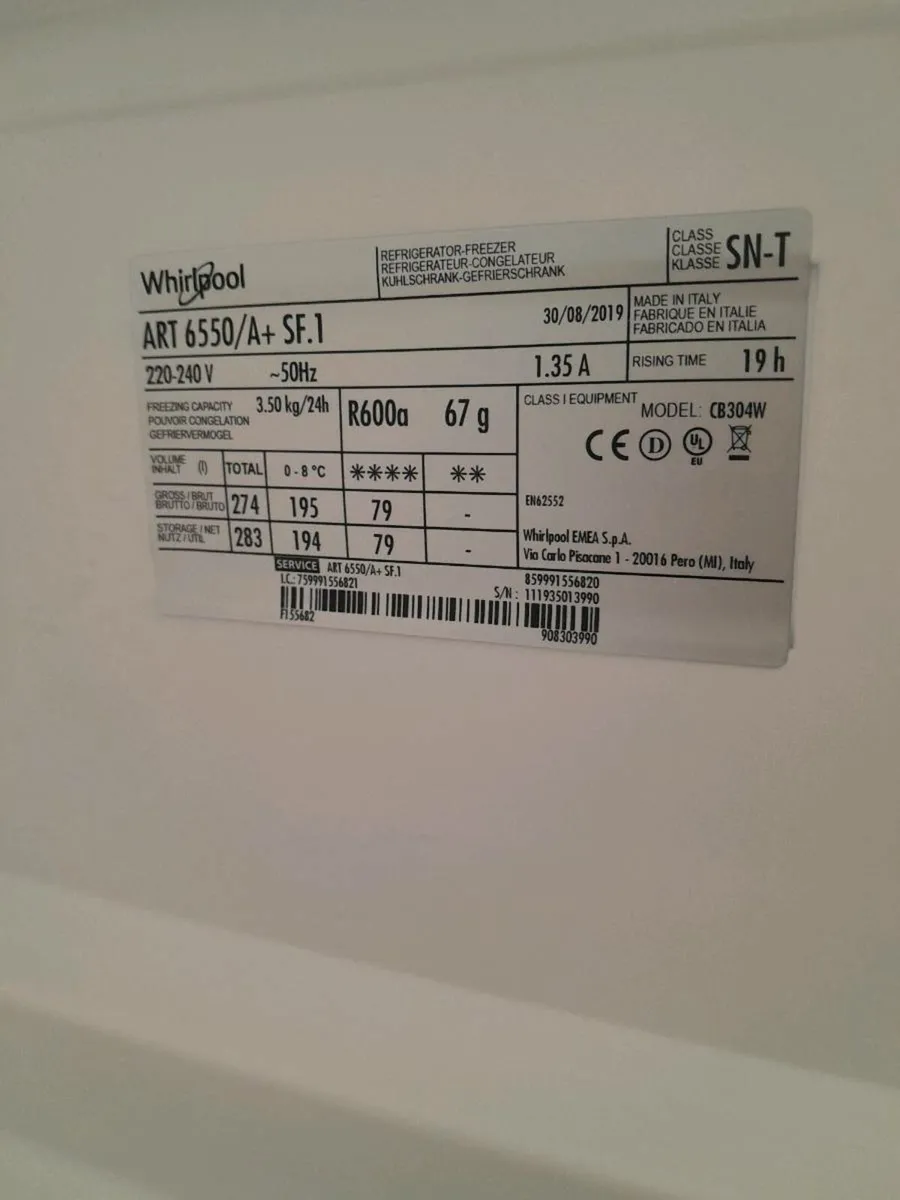 Whirlpool
REFRIGERATOR-FREEZER
REFRIGERATEUR-CONGELATEUR
KUHLSCHRANK-GEFRIERSCHRANK
CLASS
CLASSE
KLASSE
SN-T
ART 6550/A+ SF.1
30/08/2019
MADE IN ITALY
FABRIQUE EN ITALIE
FABRICADO EN ITALIA
220-240 V ~50Hz 1.35 A
RISING TIME 19 h
FREEZING CAPACITY 3.50 kg/24h
POUVOIR CONGELATION
GEFRIERVERMOGEL
R600a 67 g
CLASS I EQUIPMENT
MODEL: CB304W
CE D UL
EU
VOLUME
INHALT (l) TOTAL 0 - 8 °C **** **
GROSS / BRUT
BRUTTO / BRUTO 274 195 79 -
STORAGE / NET
NUTZ / UTIL 283 194 79 -
EN62552
Whirlpool EMEA S.p.A.
Via Carlo Pisacane 1 - 20016 Pero (MI), Italy
SERVICE ART 6550/A+ SF.1
I.C.: 759991556821
859991556820
S/N: 111935013990
F155682
908303990